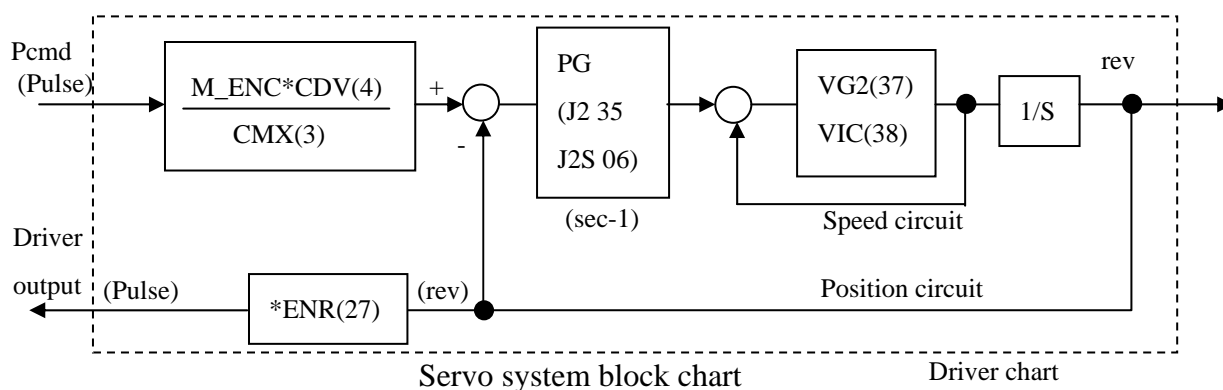 Pcmd
(Pulse)
M_ENC*CDV(4)
CMX(3)
+
-
PG
(J2 35
J2S 06)
(sec-1)
VG2(37)
VIC(38)
1/S
rev
Speed circuit
Driver
output
(Pulse)
*ENR(27)
(rev)
Position circuit
Servo system block chart
Driver chart